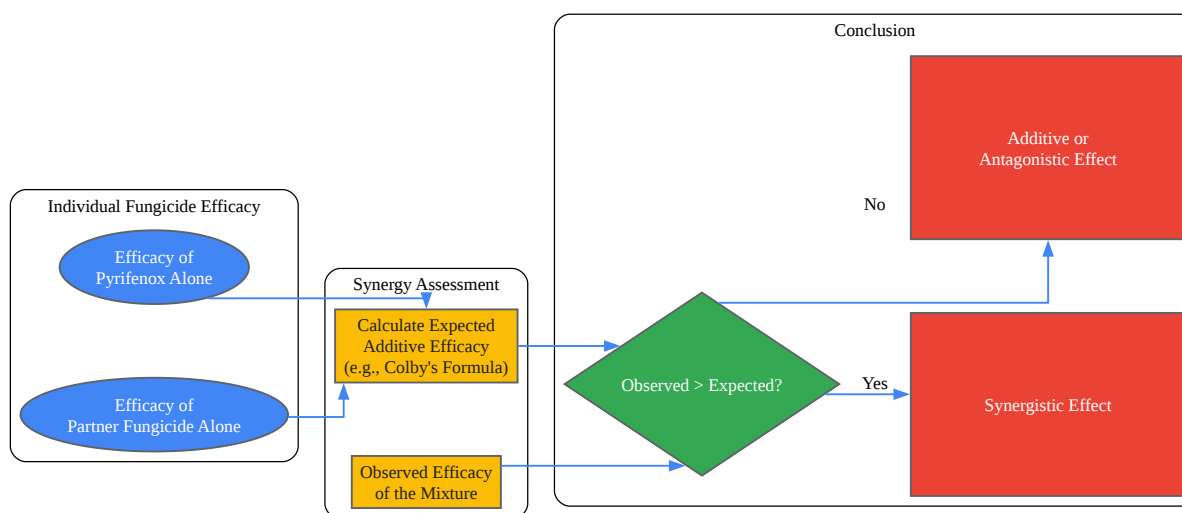 Individual Fungicide Efficacy
Efficacy of
Pyrifenox Alone
Efficacy of
Partner Fungicide Alone
Synergy Assessment
Calculate Expected
Additive Efficacy
(e.g., Colby's Formula)
Observed Efficacy
of the Mixture
Conclusion
Observed > Expected?
No
Additive or
Antagonistic Effect
Yes
Synergistic Effect